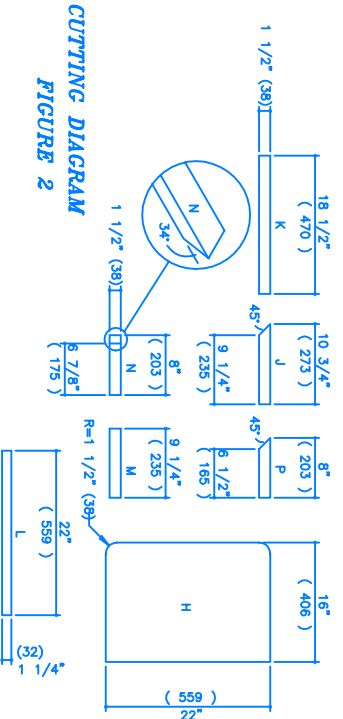 18 1/2"
( 470 )
K
1 1/2" (38)
10 3/4"
( 273 )
J
45°
9 1/4"
( 235 )
8"
( 203 )
P
45°
6 1/2"
( 165 )
16"
( 406 )
H
( 559 )
22"
R=1 1/2" (38)
N
34°
1 1/2" (38)
8"
( 203 )
N
6 7/8"
( 175 )
9 1/4"
( 235 )
M
22"
( 559 )
L
(32)
1 1/4"
CUTTING DIAGRAM
FIGURE 2